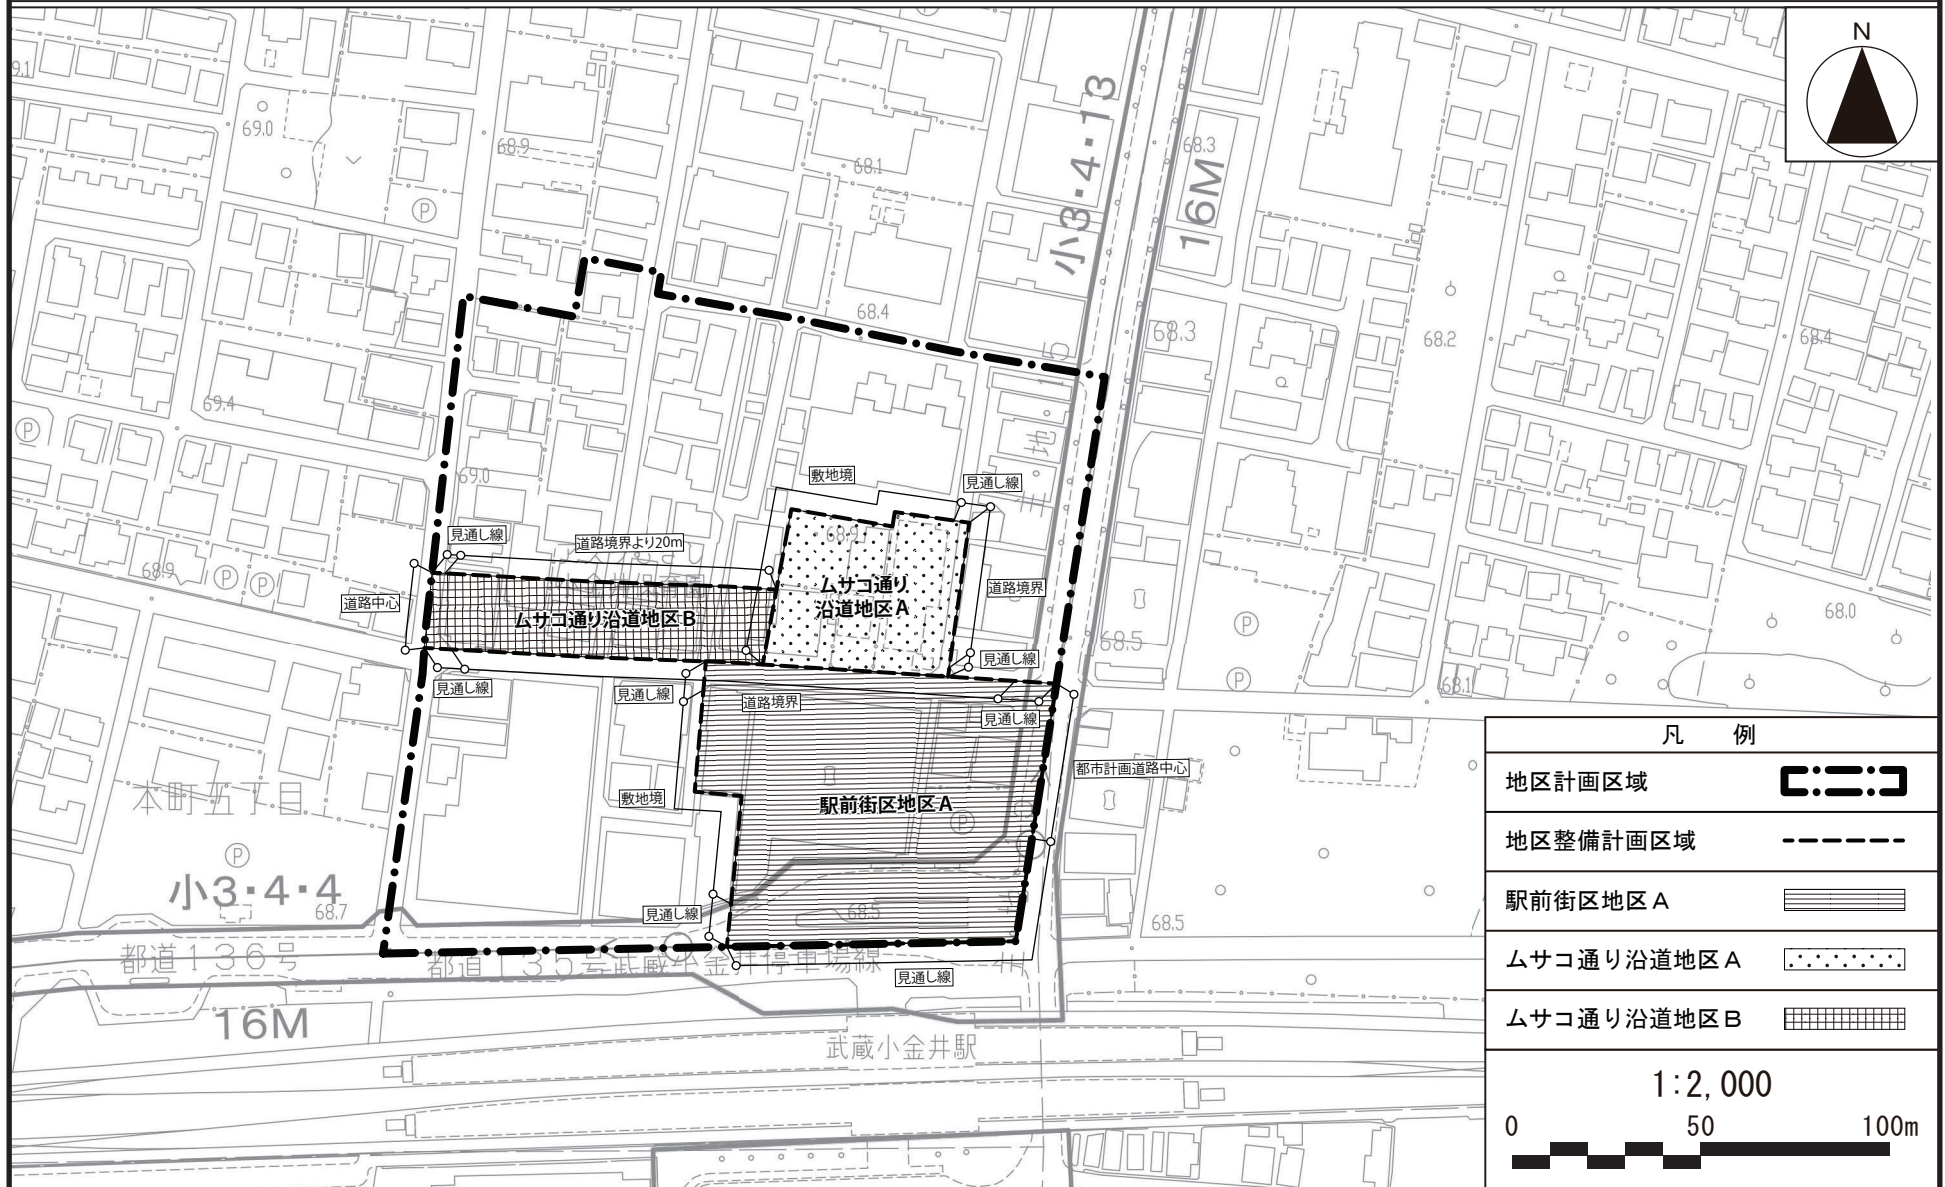 N
小3・4・13
16M
69.1
69.0
68.9
68.1
68.3
68.4
68.3
68.2
68.4
69.4
69.0
敷地境
見通し線
見通し線
道路境界より20m
68.9
68.9
道路中心
ムサコ通り
沿道地区A
道路境界
ムサコ通り沿道地区B
68.0
68.5
見通し線
見通し線
見通し線
道路境界
見通し線
68.1
都市計画道路中心
敷地境
駅前街区地区A
本町五丁目
小3・4・4
68.7
見通し線
68.5
68.5
都道136号
都道135号武蔵小金井停車場線
見通し線
16M
武蔵小金井駅
P
P
P
P
P
P
P
P
凡 例
地区計画区域
地区整備計画区域
駅前街区地区A
ムサコ通り沿道地区A
ムサコ通り沿道地区B
1:2,000
0 50 100m